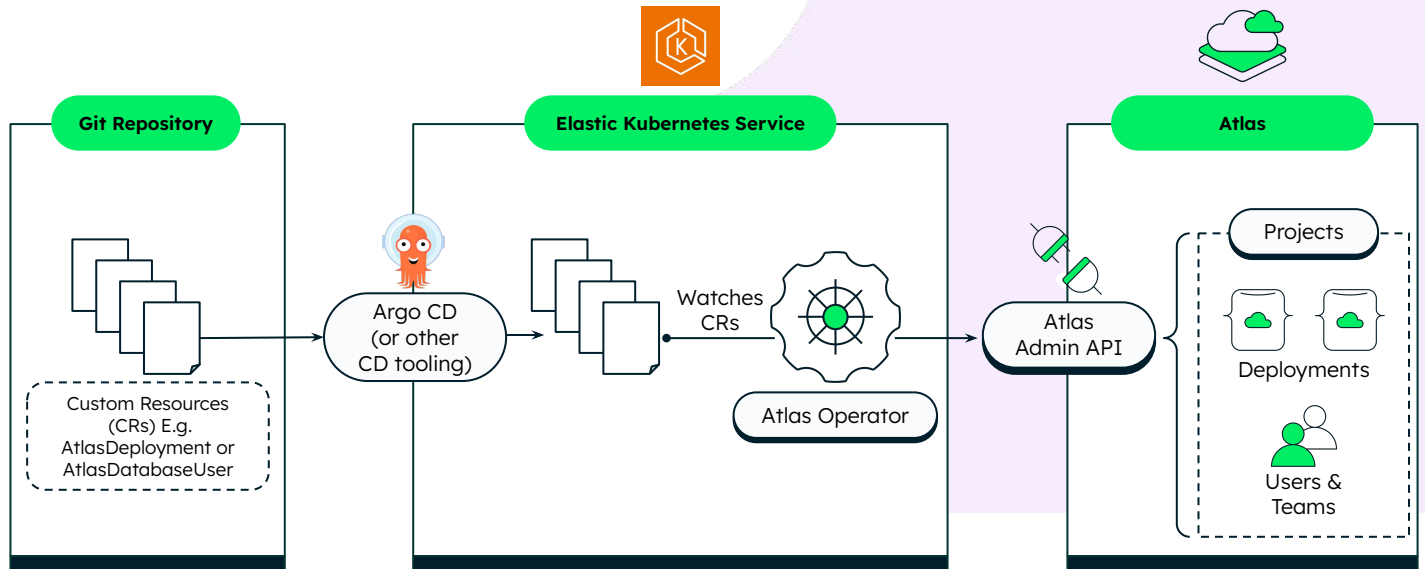 Git Repository
Elastic Kubernetes Service
Atlas
K
Custom Resources
(CRs) E.g.
AtlasDeployment or
AtlasDatabaseUser
Argo CD
(or other
CD tooling)
Watches
CRs
Atlas Operator
Atlas
Admin API
Projects
Deployments
Users &
Teams